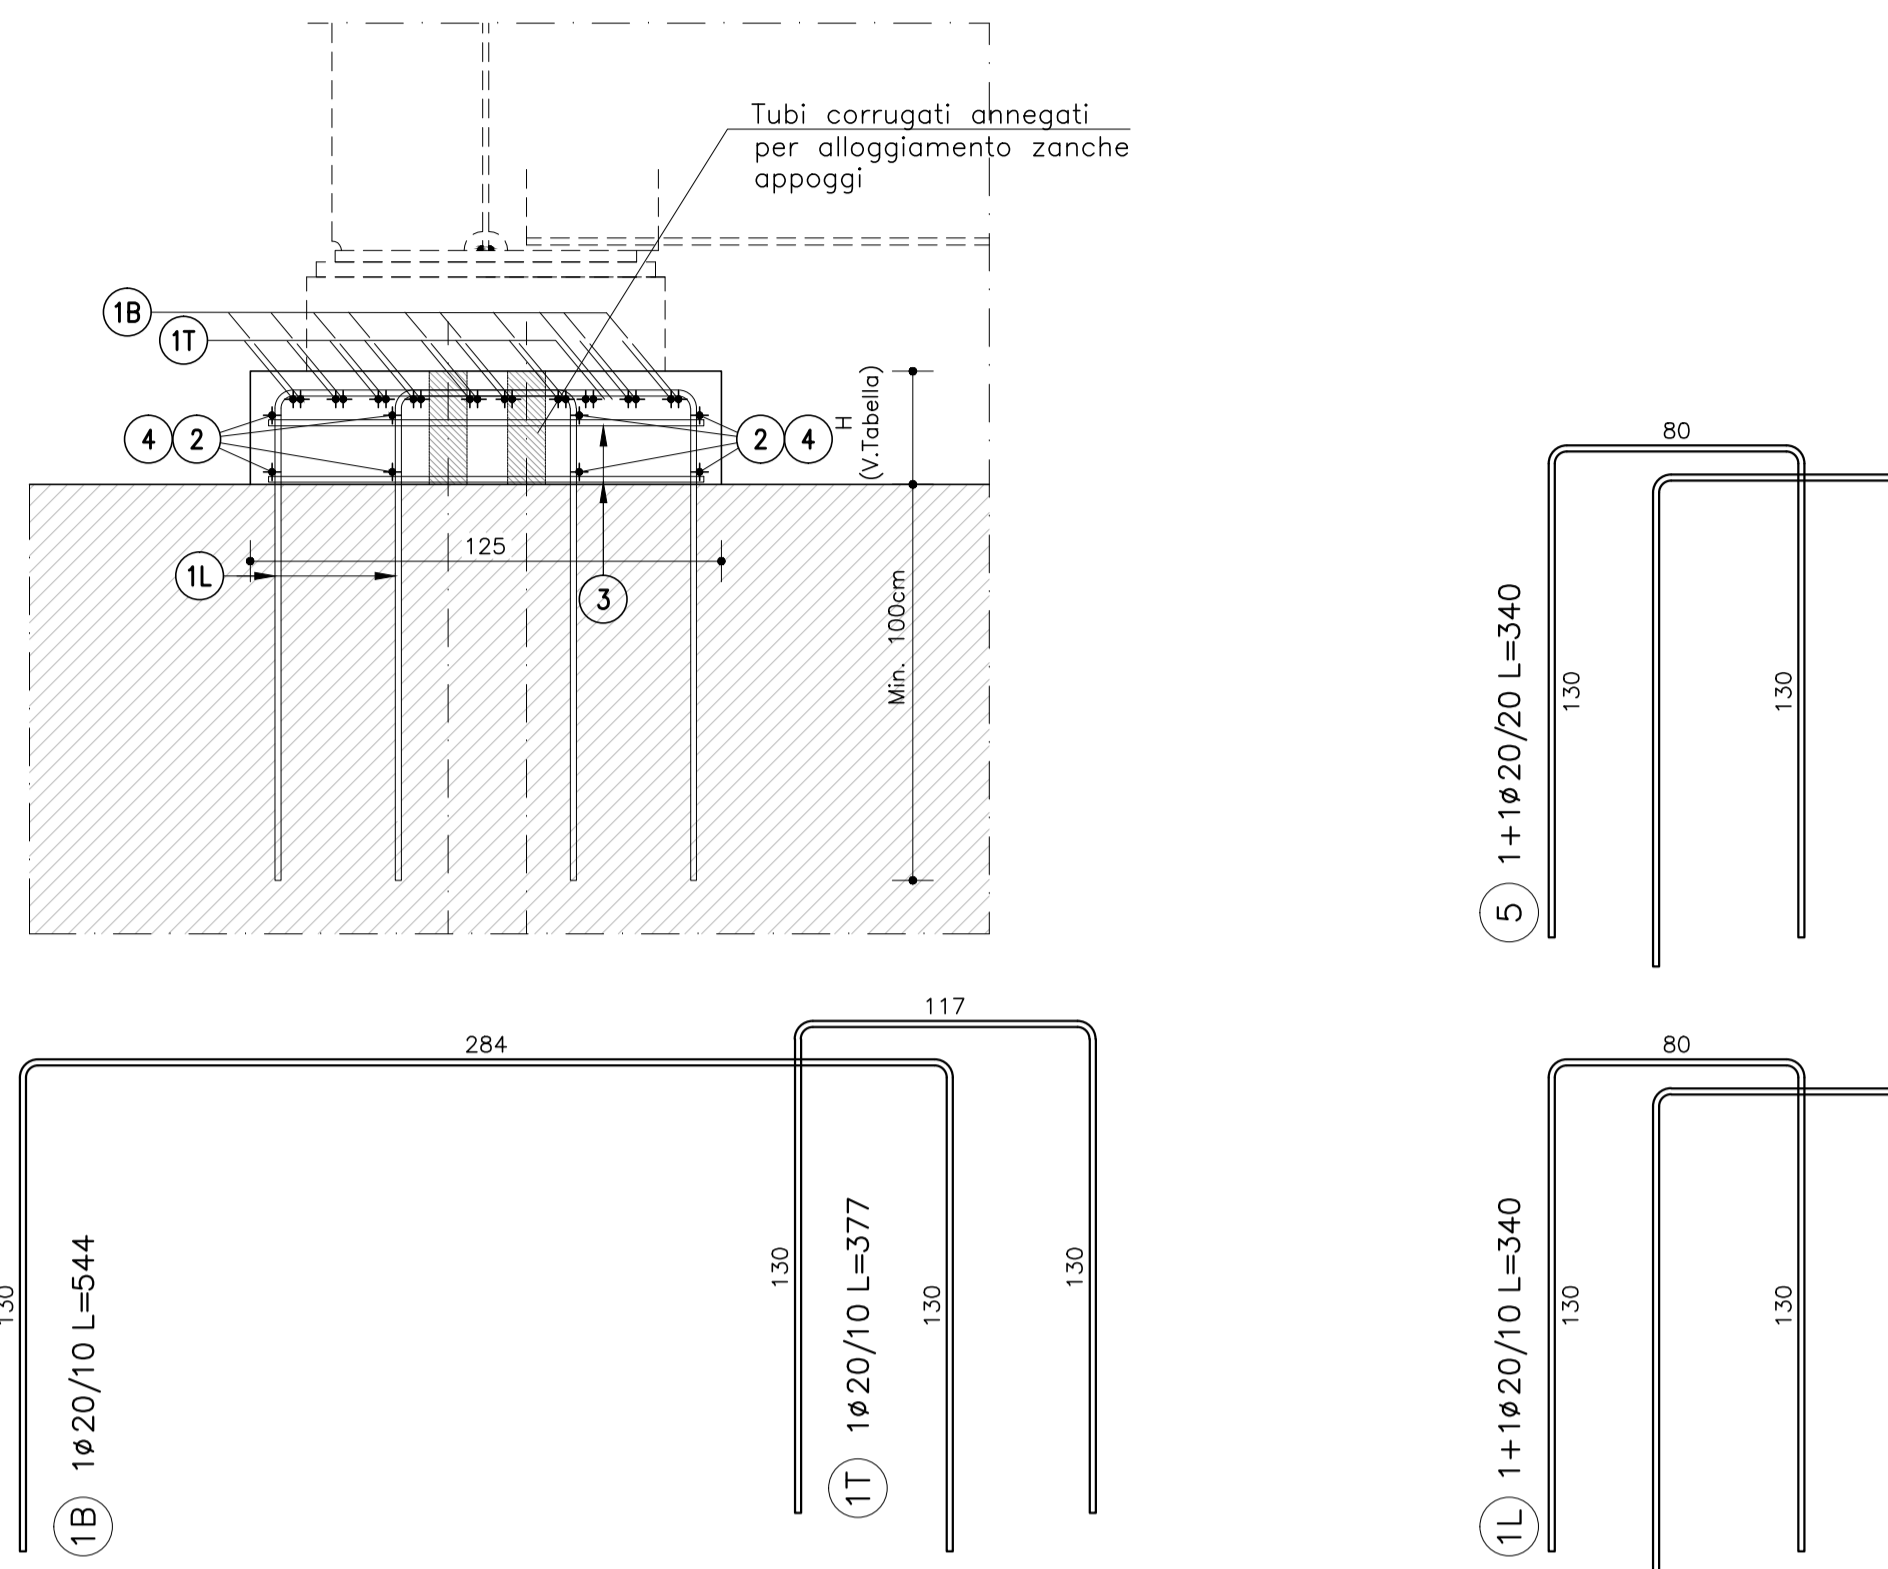 Tubi corrugati annegati
per alloggiamento zanche
appoggi
1B
1T
4 2
2 4
H
(V.Tabella)
125
1L
3
Min. 100cm
80
130
130
5 1+1ø20/20 L=340
284
130
130
1B 1ø20/10 L=544
117
130
130
1T 1ø20/10 L=377
80
130
130
1L 1+1ø20/10 L=340